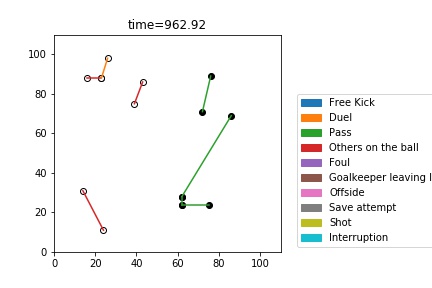 time=962.92
100
80
60
40
20
0
0 20 40 60 80 100
Free Kick
Duel
Pass
Others on the ball
Foul
Goalkeeper leaving l
Offside
Save attempt
Shot
Interruption